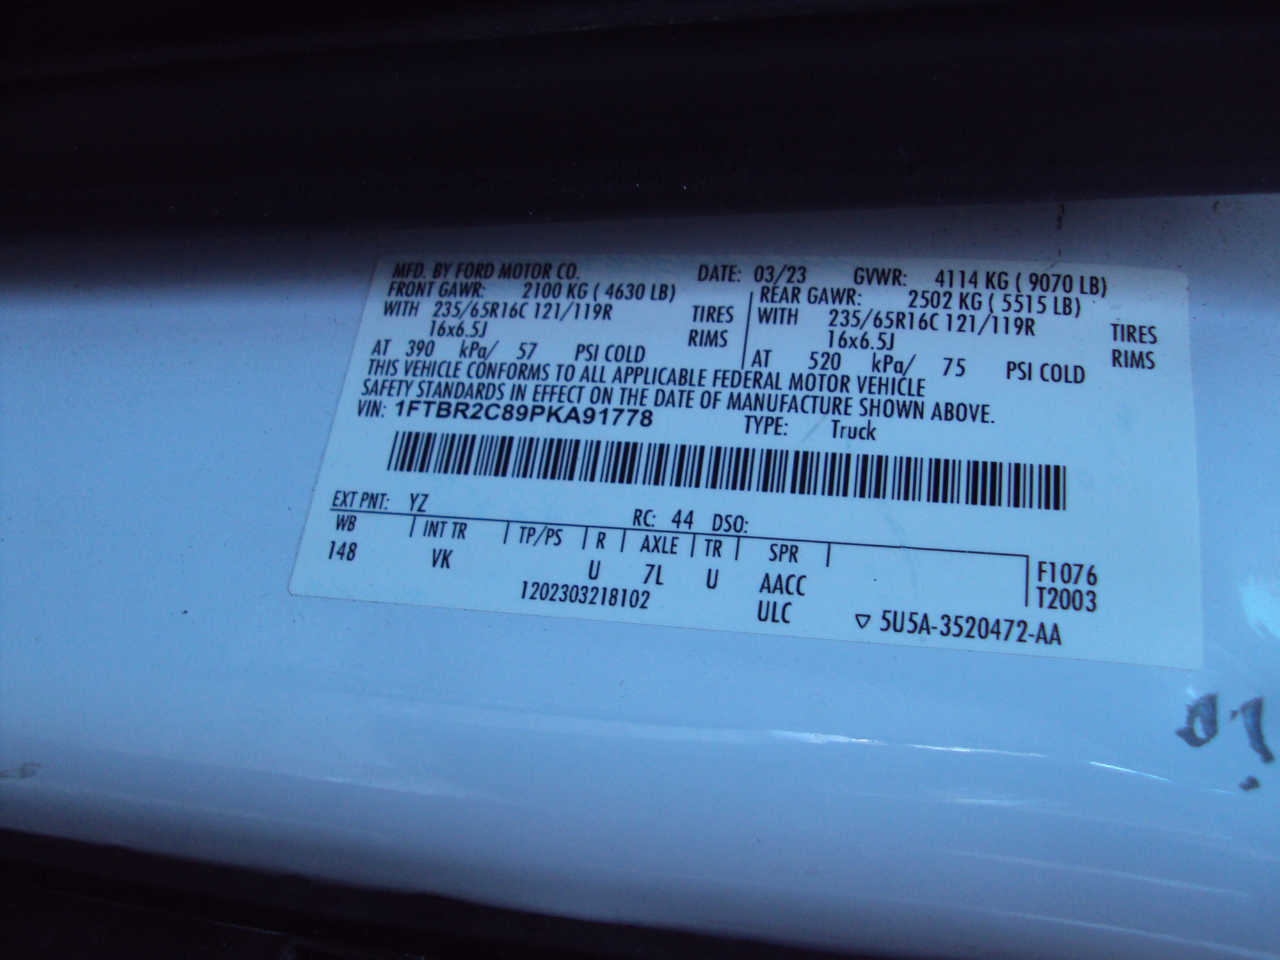 MFD. BY FORD MOTOR CO. DATE: 03/23 GVWR: 4114 KG ( 9070 LB)
FRONT GAWR: 2100 KG ( 4630 LB) REAR GAWR: 2502 KG ( 5515 LB)
WITH 235/65R16C 121/119R TIRES WITH 235/65R16C 121/119R TIRES
16x6.5J RIMS 16x6.5J RIMS
AT 390 kPa/ 57 PSI COLD AT 520 kPa/ 75 PSI COLD
THIS VEHICLE CONFORMS TO ALL APPLICABLE FEDERAL MOTOR VEHICLE
SAFETY STANDARDS IN EFFECT ON THE DATE OF MANUFACTURE SHOWN ABOVE.
VIN: 1FTBR2C89PKA91778 TYPE: Truck
EXT PNT: YZ RC: 44 DSO:
WB INT TR TP/PS R AXLE TR SPR
148 VK U 7L U AACC F1076
1202303218102 ULC T2003
▽ 5U5A-3520472-AA